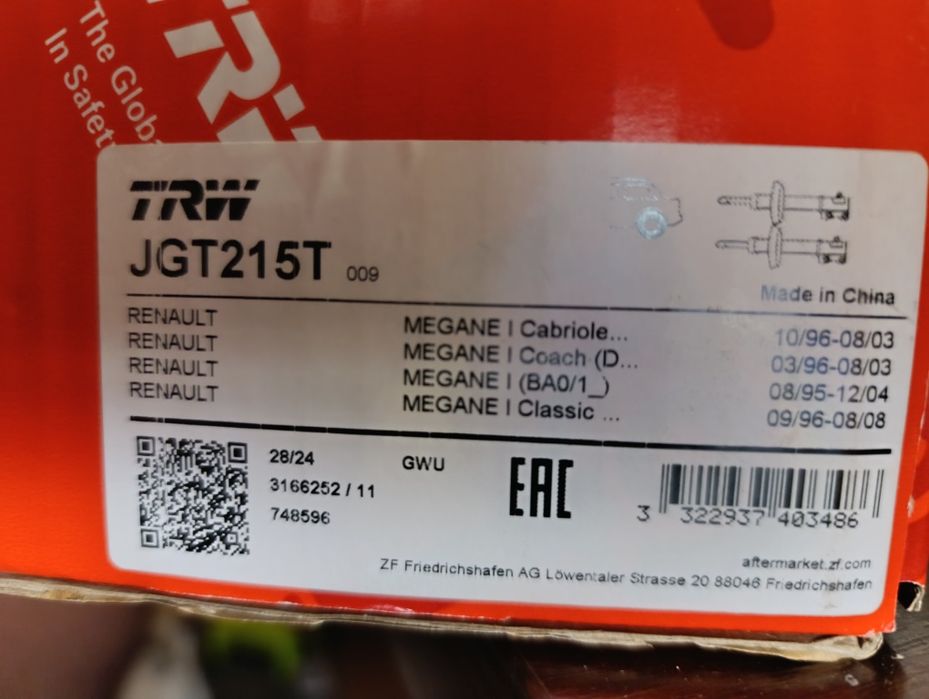 TRW
The Globa
In Safet
TRW
JGT215T 009
Made in China
RENAULT MEGANE I Cabriole... 10/96-08/03
RENAULT MEGANE I Coach (D... 03/96-08/03
RENAULT MEGANE I (BA0/1_) 08/95-12/04
RENAULT MEGANE I Classic ... 09/96-08/08
28/24 GWU EAC
3166252 / 11
748596
3 322937 403486
aftermarket.zf.com
ZF Friedrichshafen AG Löwentaler Strasse 20 88046 Friedrichshafen